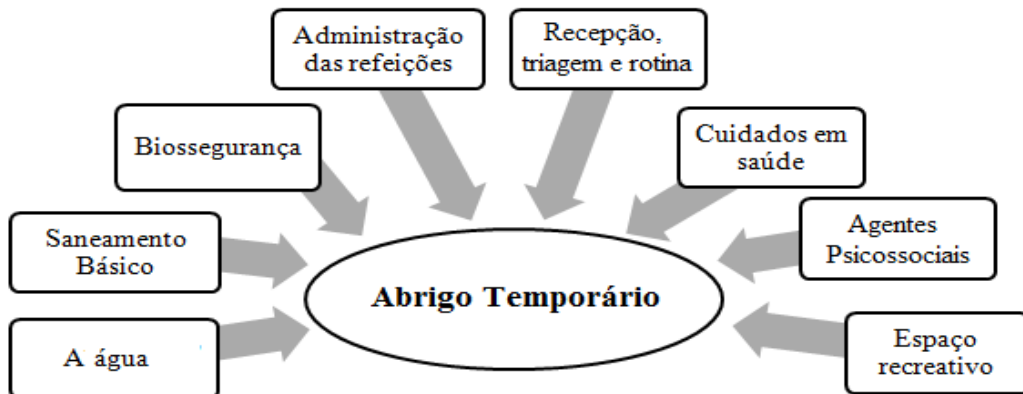 Administração
das refeições
Recepção,
triagem e rotina
Biossegurança
Cuidados em
saúde
Saneamento
Básico
Agentes
Psicossociais
Abrigo Temporário
A água
Espaço
recreativo